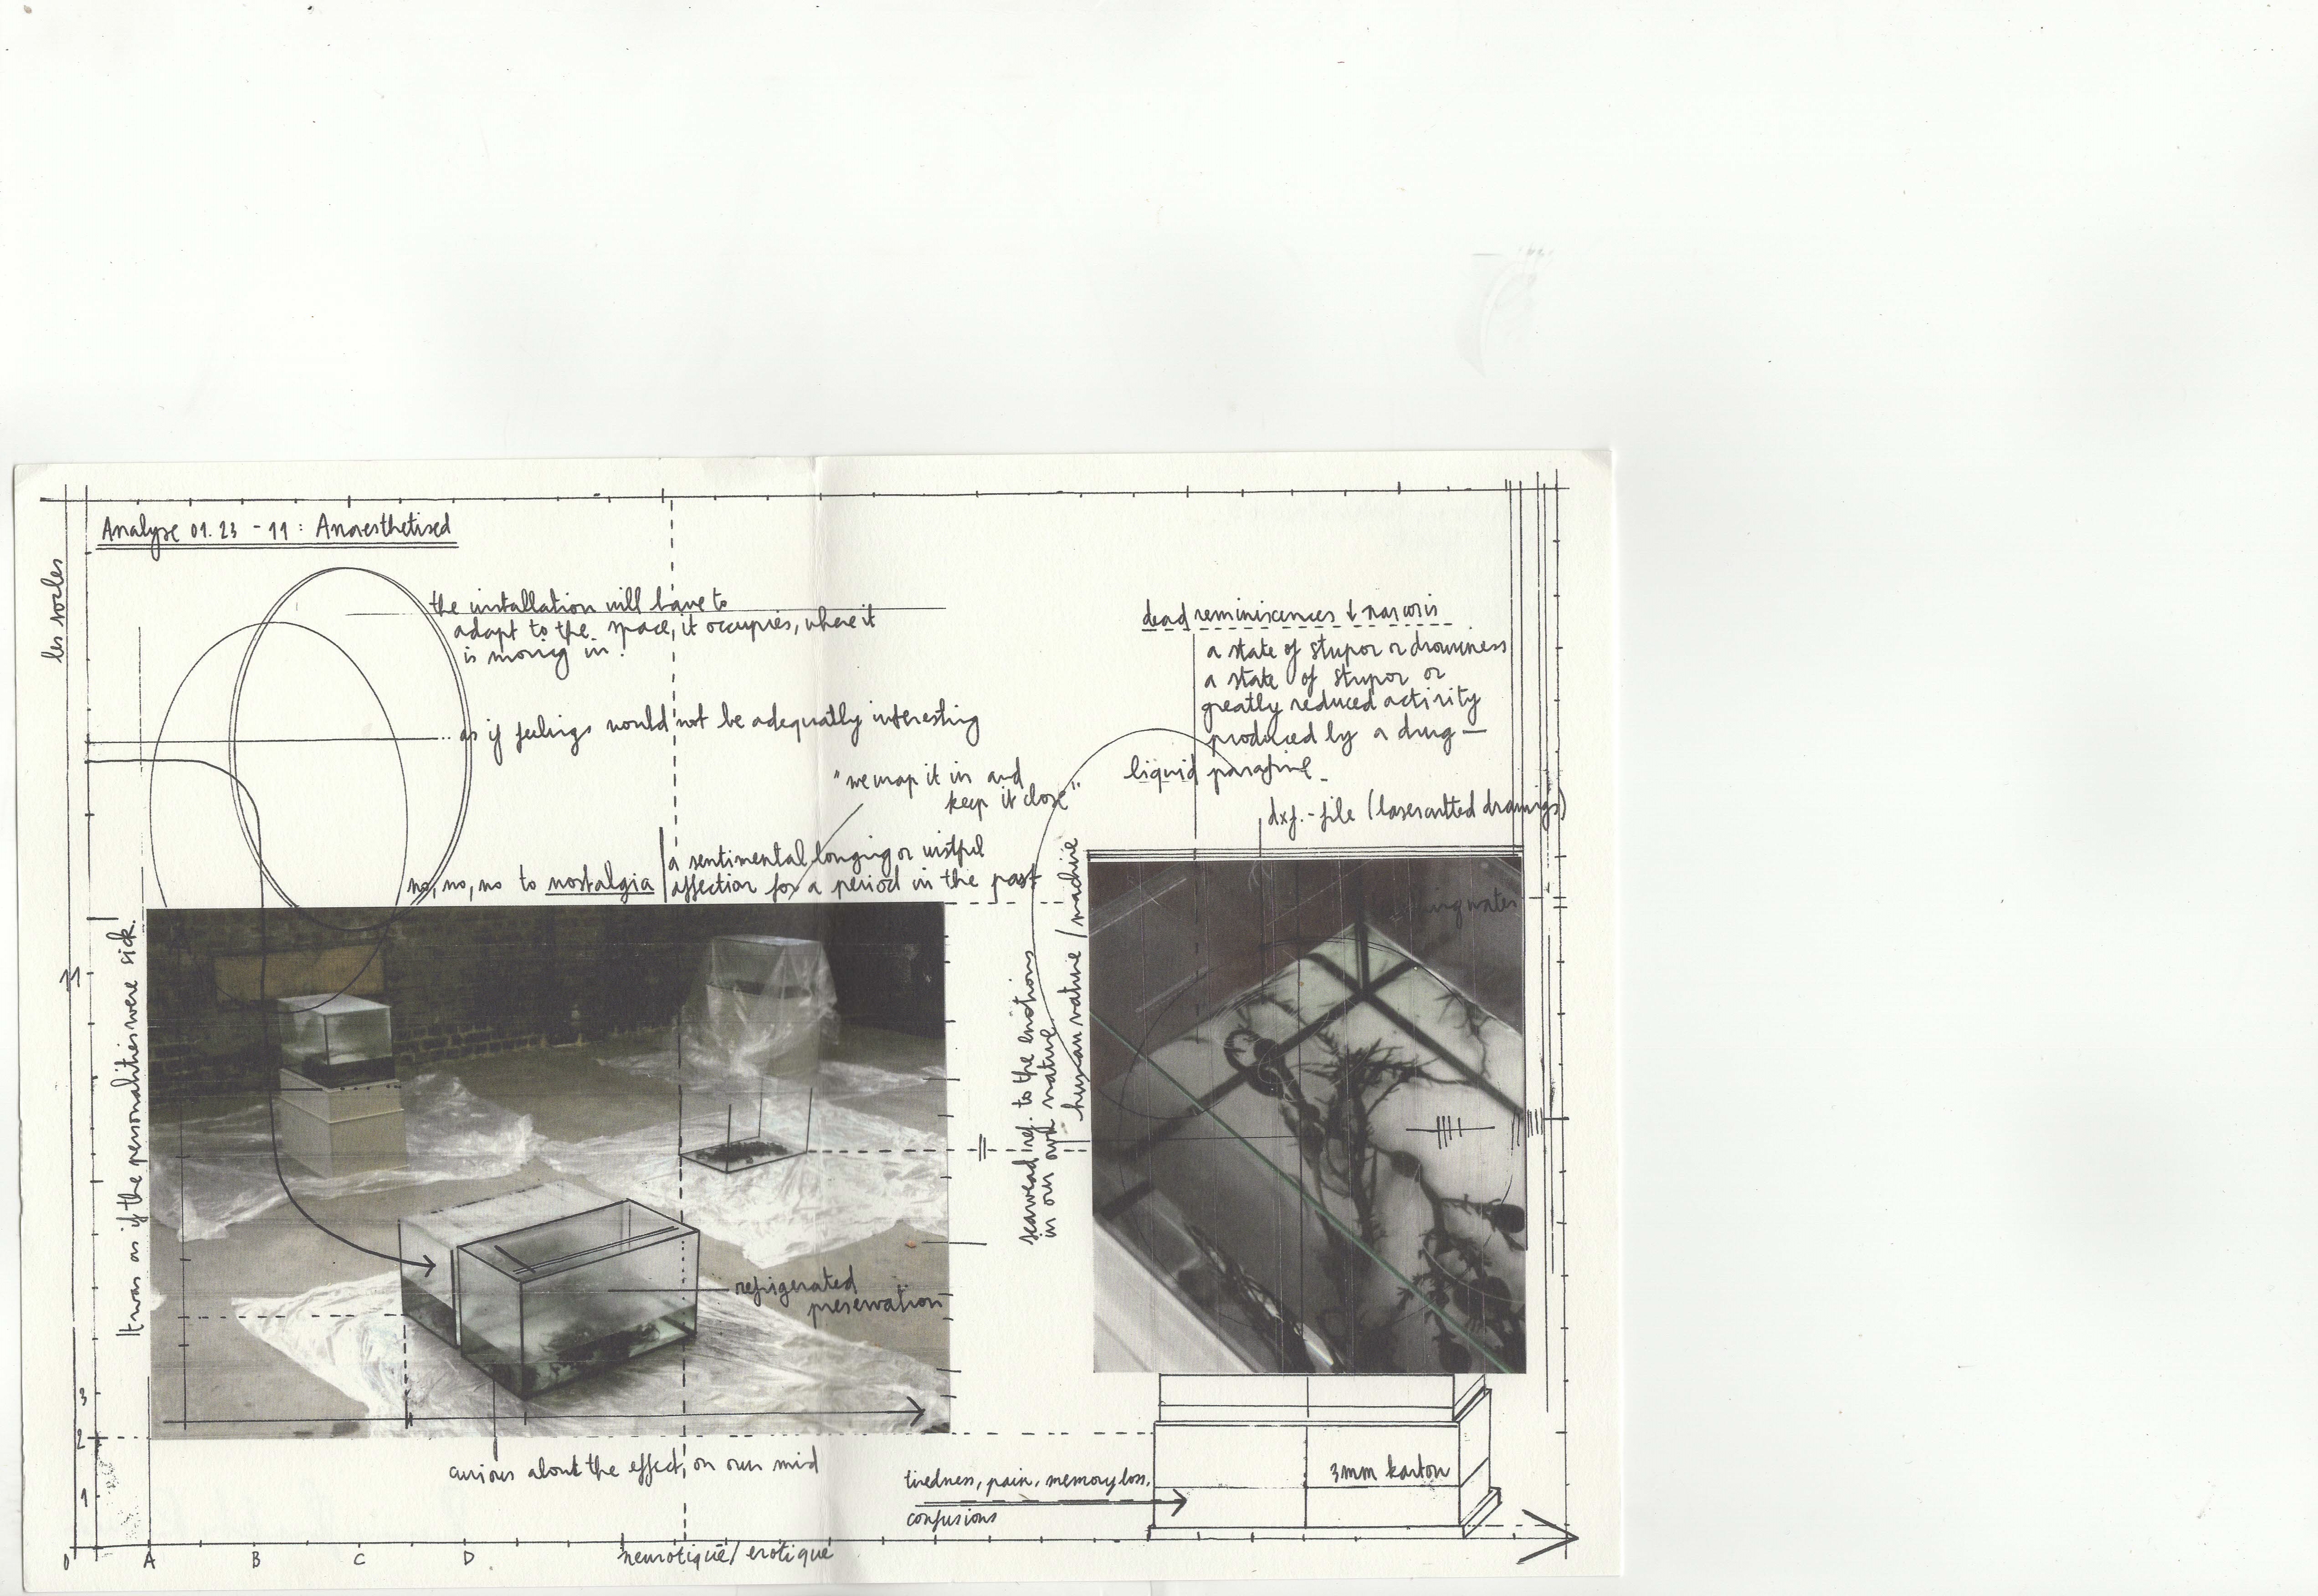 Analyse 01.23 - 11 : Anaesthetised
les socles
the installation will have to
adapt to the space, it occupies, where it
is moving in!
.. as if feelings would not be adequatly interesting
"we wrap it in and
keep it close"
no, no, no to nostalgia
a sentimental longing or wistful
affection for a period in the past
dead reminiscences & narcosis
a state of stupor or drowsiness
a state of stupor or
greatly reduced activity
produced by a drug —
liquid parafine
dxf.-file (lasercutted drawings)
water
It was as if the personalities were sick.
seaweed ref. to the emotions
in our own nature
human nature / machine
refrigerated
preservation
curious about the effect, on our mid
tiredness, pain, memory loss,
confusions
3mm karton
11
3
2
1
0 A B C D neurotique / erotique